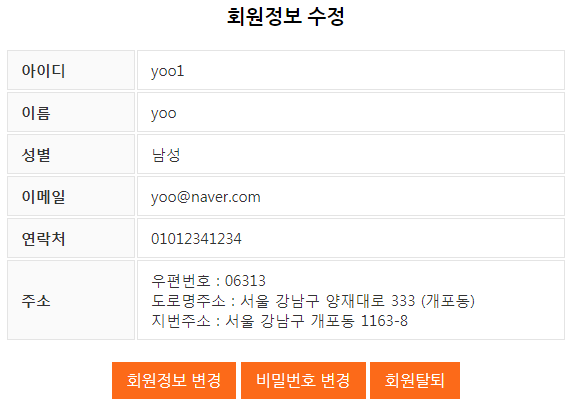 회원정보 수정
아이디 yoo1
이름 yoo
성별 남성
이메일 yoo@naver.com
연락처 01012341234
주소
우편번호 : 06313
도로명주소 : 서울 강남구 양재대로 333 (개포동)
지번주소 : 서울 강남구 개포동 1163-8
회원정보 변경 비밀번호 변경 회원탈퇴